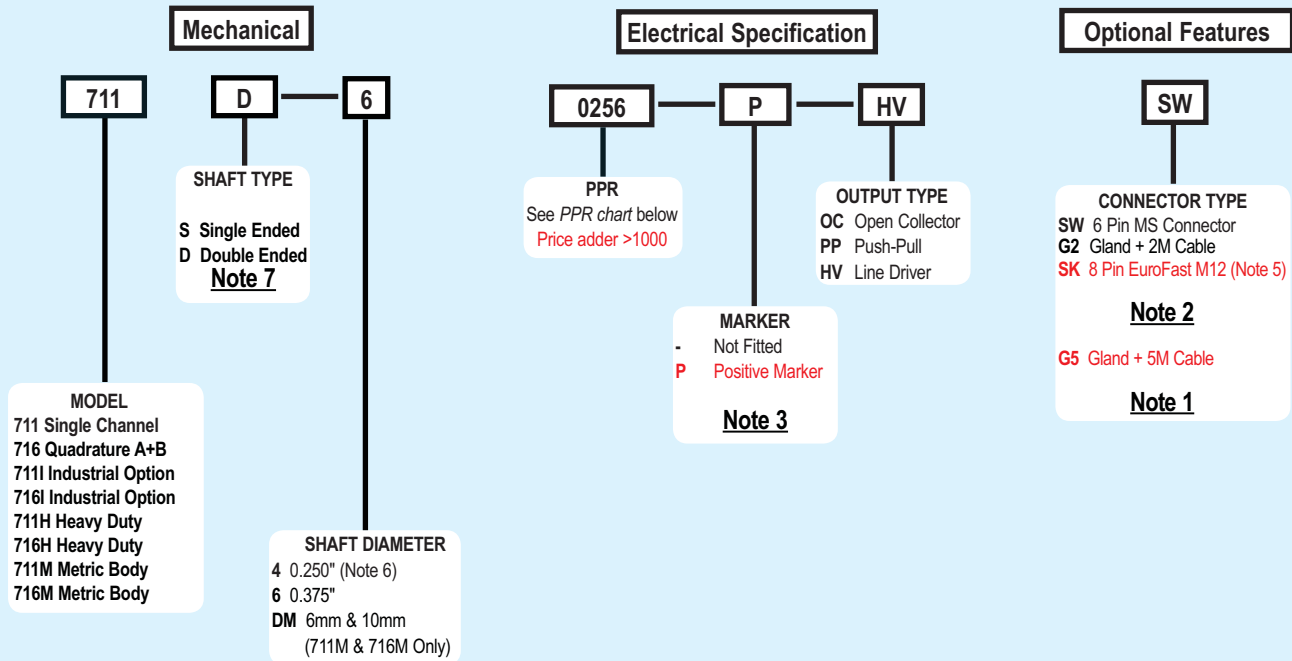 Mechanical
Electrical Specification
Optional Features
711
D
6
0256
P
HV
SW
SHAFT TYPE
S Single Ended
D Double Ended
Note 7
PPR
See PPR chart below
Price adder >1000
OUTPUT TYPE
OC Open Collector
PP Push-Pull
HV Line Driver
CONNECTOR TYPE
SW 6 Pin MS Connector
G2 Gland + 2M Cable
SK 8 Pin EuroFast M12 (Note 5)
Note 2
G5 Gland + 5M Cable
Note 1
MARKER
- Not Fitted
P Positive Marker
Note 3
MODEL
711 Single Channel
716 Quadrature A+B
711I Industrial Option
716I Industrial Option
711H Heavy Duty
716H Heavy Duty
711M Metric Body
716M Metric Body
SHAFT DIAMETER
4 0.250" (Note 6)
6 0.375"
DM 6mm & 10mm
(711M & 716M Only)